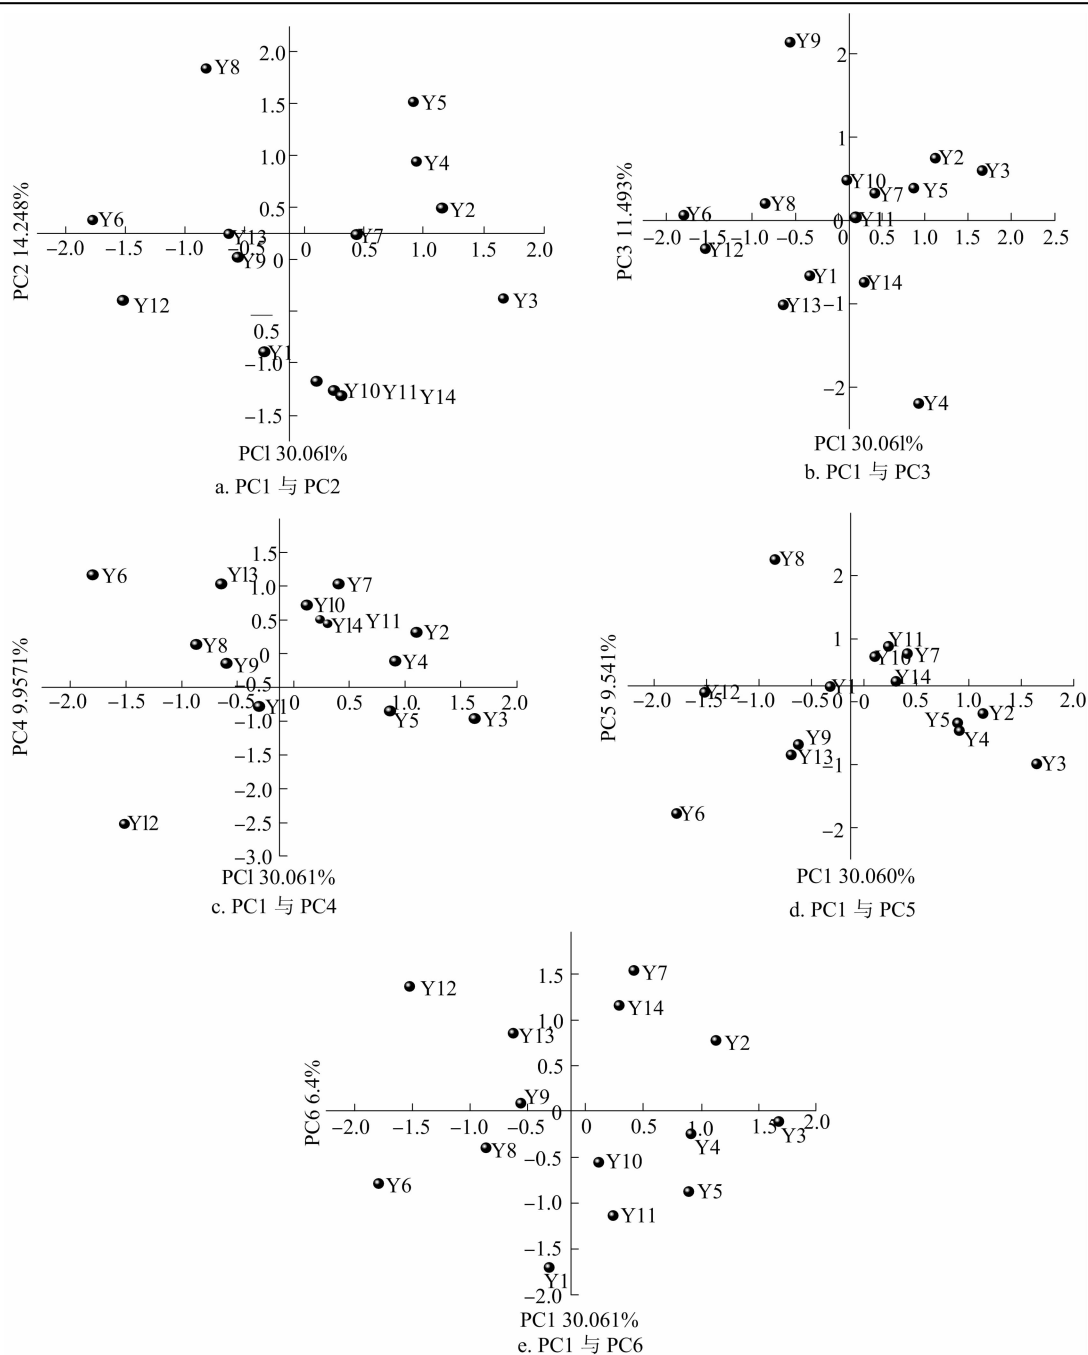 2.0
Y8
1.5
Y5
1.0
Y4
0.5
Y2
Y6
Y13
Y7
−2.0 −1.5 −1.0 −0.5 0 0.5 1.0 1.5 2.0
Y9 0
Y12
Y3
—
0.5
Y1
−1.0
Y10 Y11 Y14
−1.5
PC2 14.248%
PCl 30.06l%
a. PC1 与 PC2
Y9
2
1
Y2
Y3
Y10
Y7 Y5
Y8
Y6
0 Y11
−2.0 −1.5 −1.0 −0.5 0 0.5 1.0 1.5 2.0 2.5
Y12
Y1
Y14
Y13 −1
−2
Y4
PC3 11.493%
PCl 30.06l%
b. PC1 与 PC3
1.5
Y6
Yl3
1.0
Y7
Yl0
0.5
Yl4 Y11
Y2
Y8
0
Y9
Y4
−0.5
−2.0 −1.5 −1.0 −0.5 0 0.5 1.0 1.5 2.0
Y1
−1.0
Y5
Y3
−1.5
−2.0
Yl2
−2.5
−3.0
PC4 9.9571%
PCl 30.061%
c. PC1 与 PC4
Y8
2
1
Y11
Y10 Y7
Y14
Y12
Y1
−2.0 −1.5 −1.0 −0.5 0 0.5 1.0 1.5 2.0
Y5 Y2
Y4
Y9
Y13
−1
Y3
Y6
−2
PC5 9.541%
PC1 30.060%
d. PC1 与 PC5
1.5
Y7
Y12
Y14
1.0
Y13
Y2
0.5
Y9
0
−2.0 −1.5 −1.0 −0.5 0 0.5 1.0 1.5 2.0
Y3
Y4
Y8
−0.5
Y10
Y6
Y5
−1.0
Y11
−1.5
Y1
−2.0
PC6 6.4%
PC1 30.061%
e. PC1 与 PC6